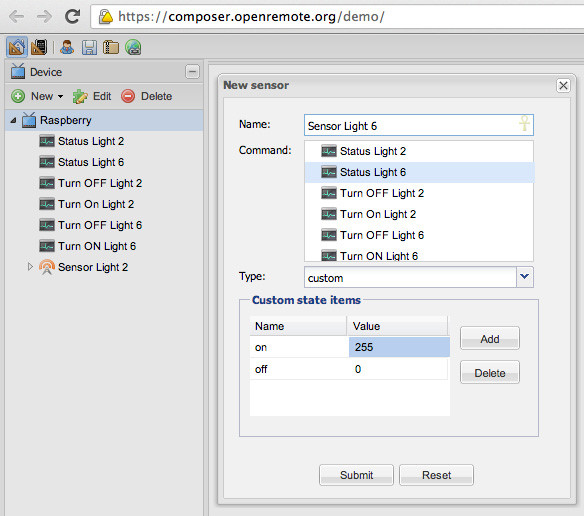 https://composer.openremote.org/demo/
Device
New Edit Delete
Raspberry
Status Light 2
Status Light 6
Turn OFF Light 2
Turn On Light 2
Turn OFF Light 6
Turn ON Light 6
Sensor Light 2
New sensor
Name: Sensor Light 6
Command: Status Light 2
Status Light 6
Turn OFF Light 2
Turn On Light 2
Turn OFF Light 6
Turn ON Light 6
Type: custom
Custom state items
Name Value
on 255
off 0
Add
Delete
Submit Reset